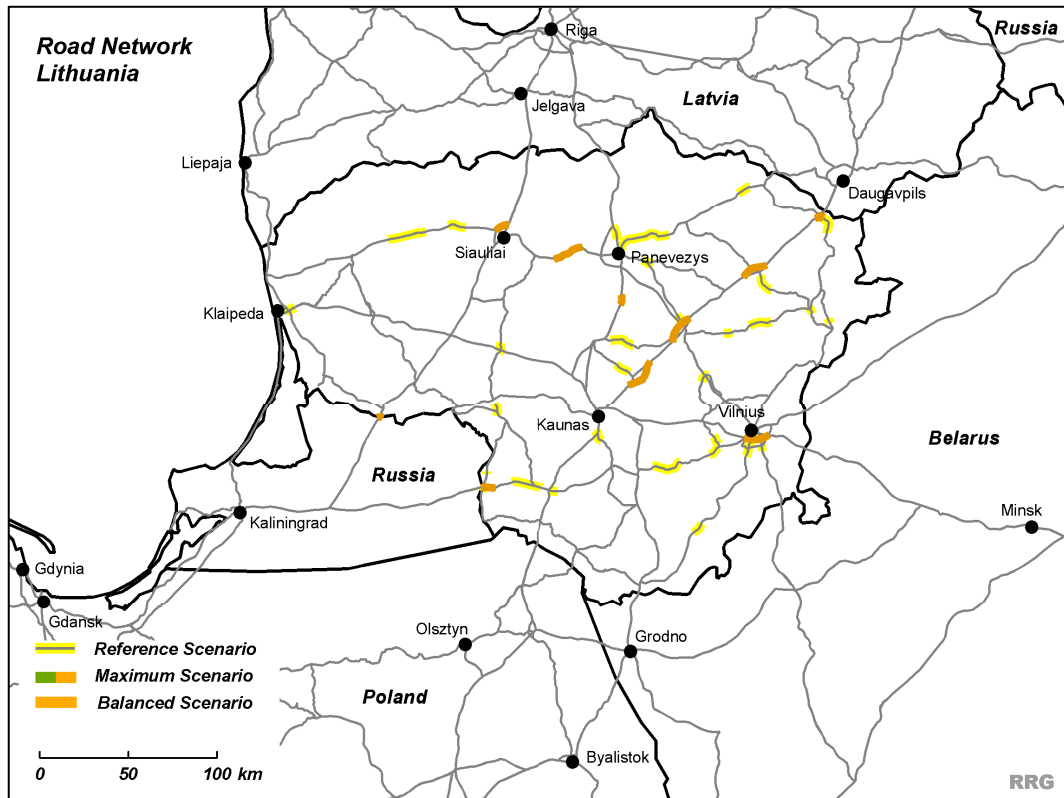 Road Network
Lithuania
Riga
Russia
Jelgava
Latvia
Liepaja
Daugavpils
Siauliai
Panevezys
Klaipeda
Kaunas
Vilnius
Belarus
Russia
Kaliningrad
Minsk
Gdynia
Gdansk
Olsztyn
Grodno
Reference Scenario
Maximum Scenario
Balanced Scenario
Poland
Byalistok
0 50 100 km
RRG